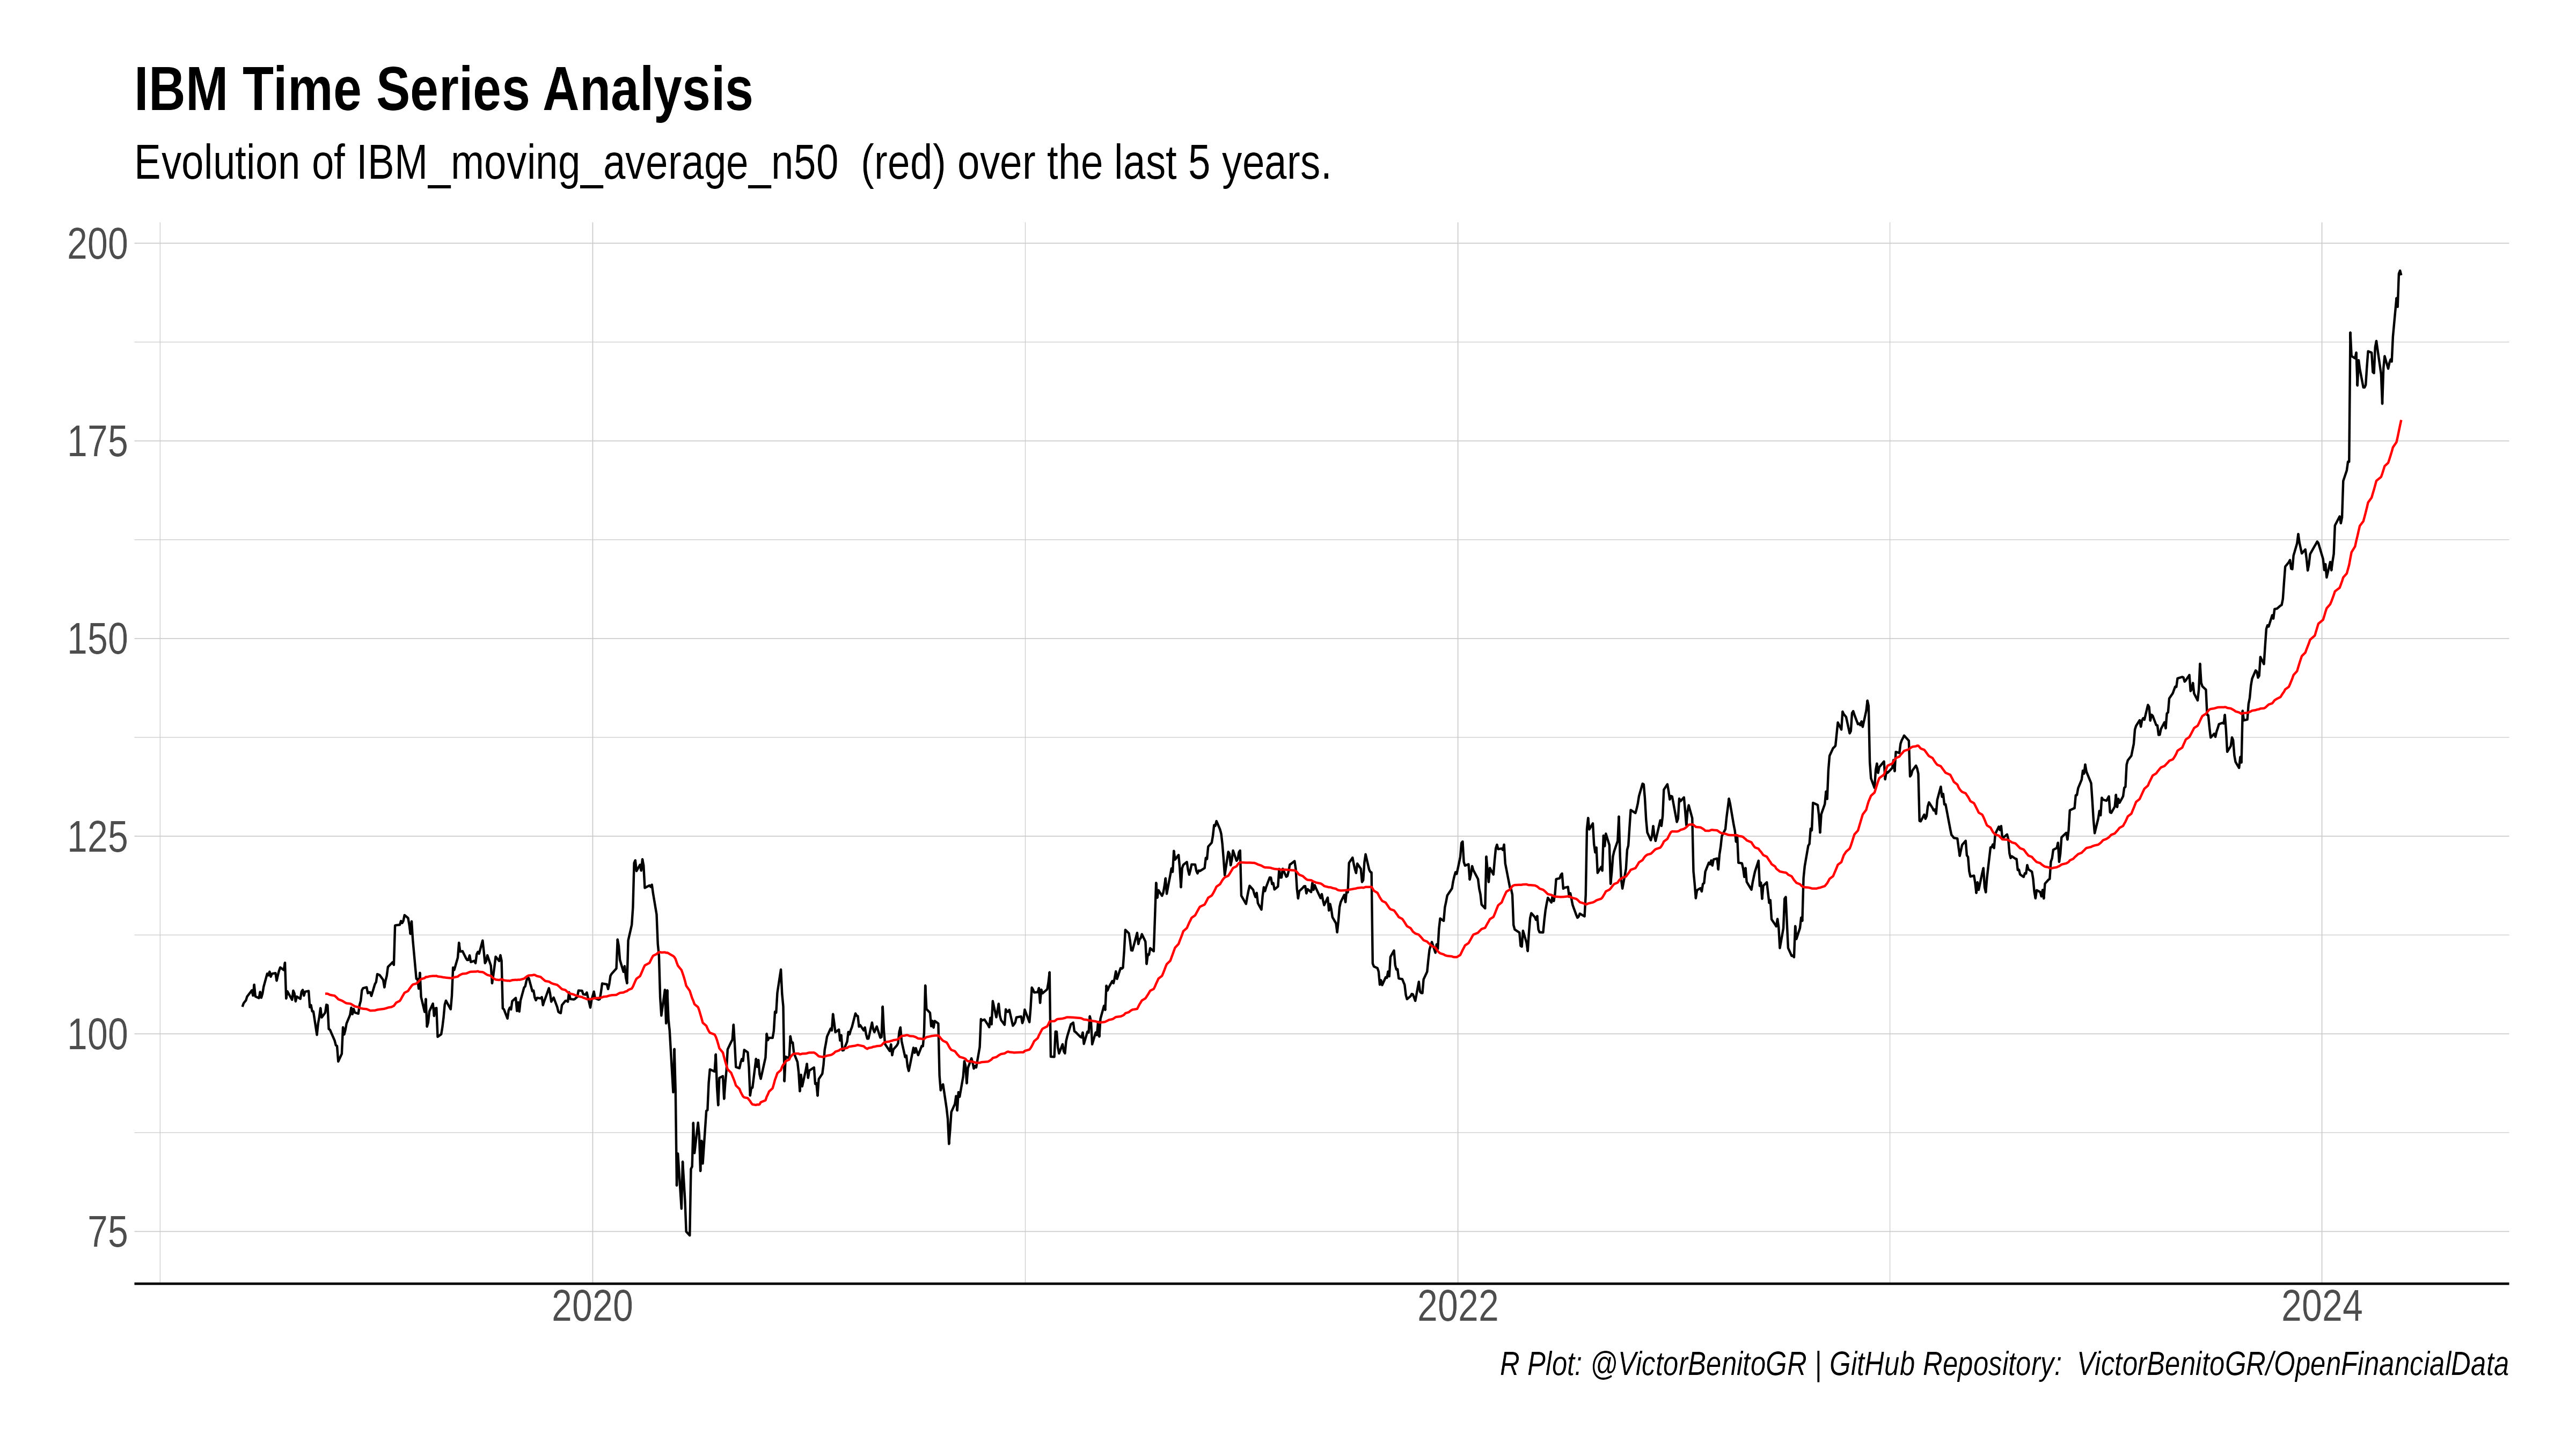 IBM Time Series Analysis
Evolution of IBM_moving_average_n50  (red) over the last 5 years.
200
175
150
125
100
75
2020 2022 2024
R Plot: @VictorBenitoGR | GitHub Repository:  VictorBenitoGR/OpenFinancialData